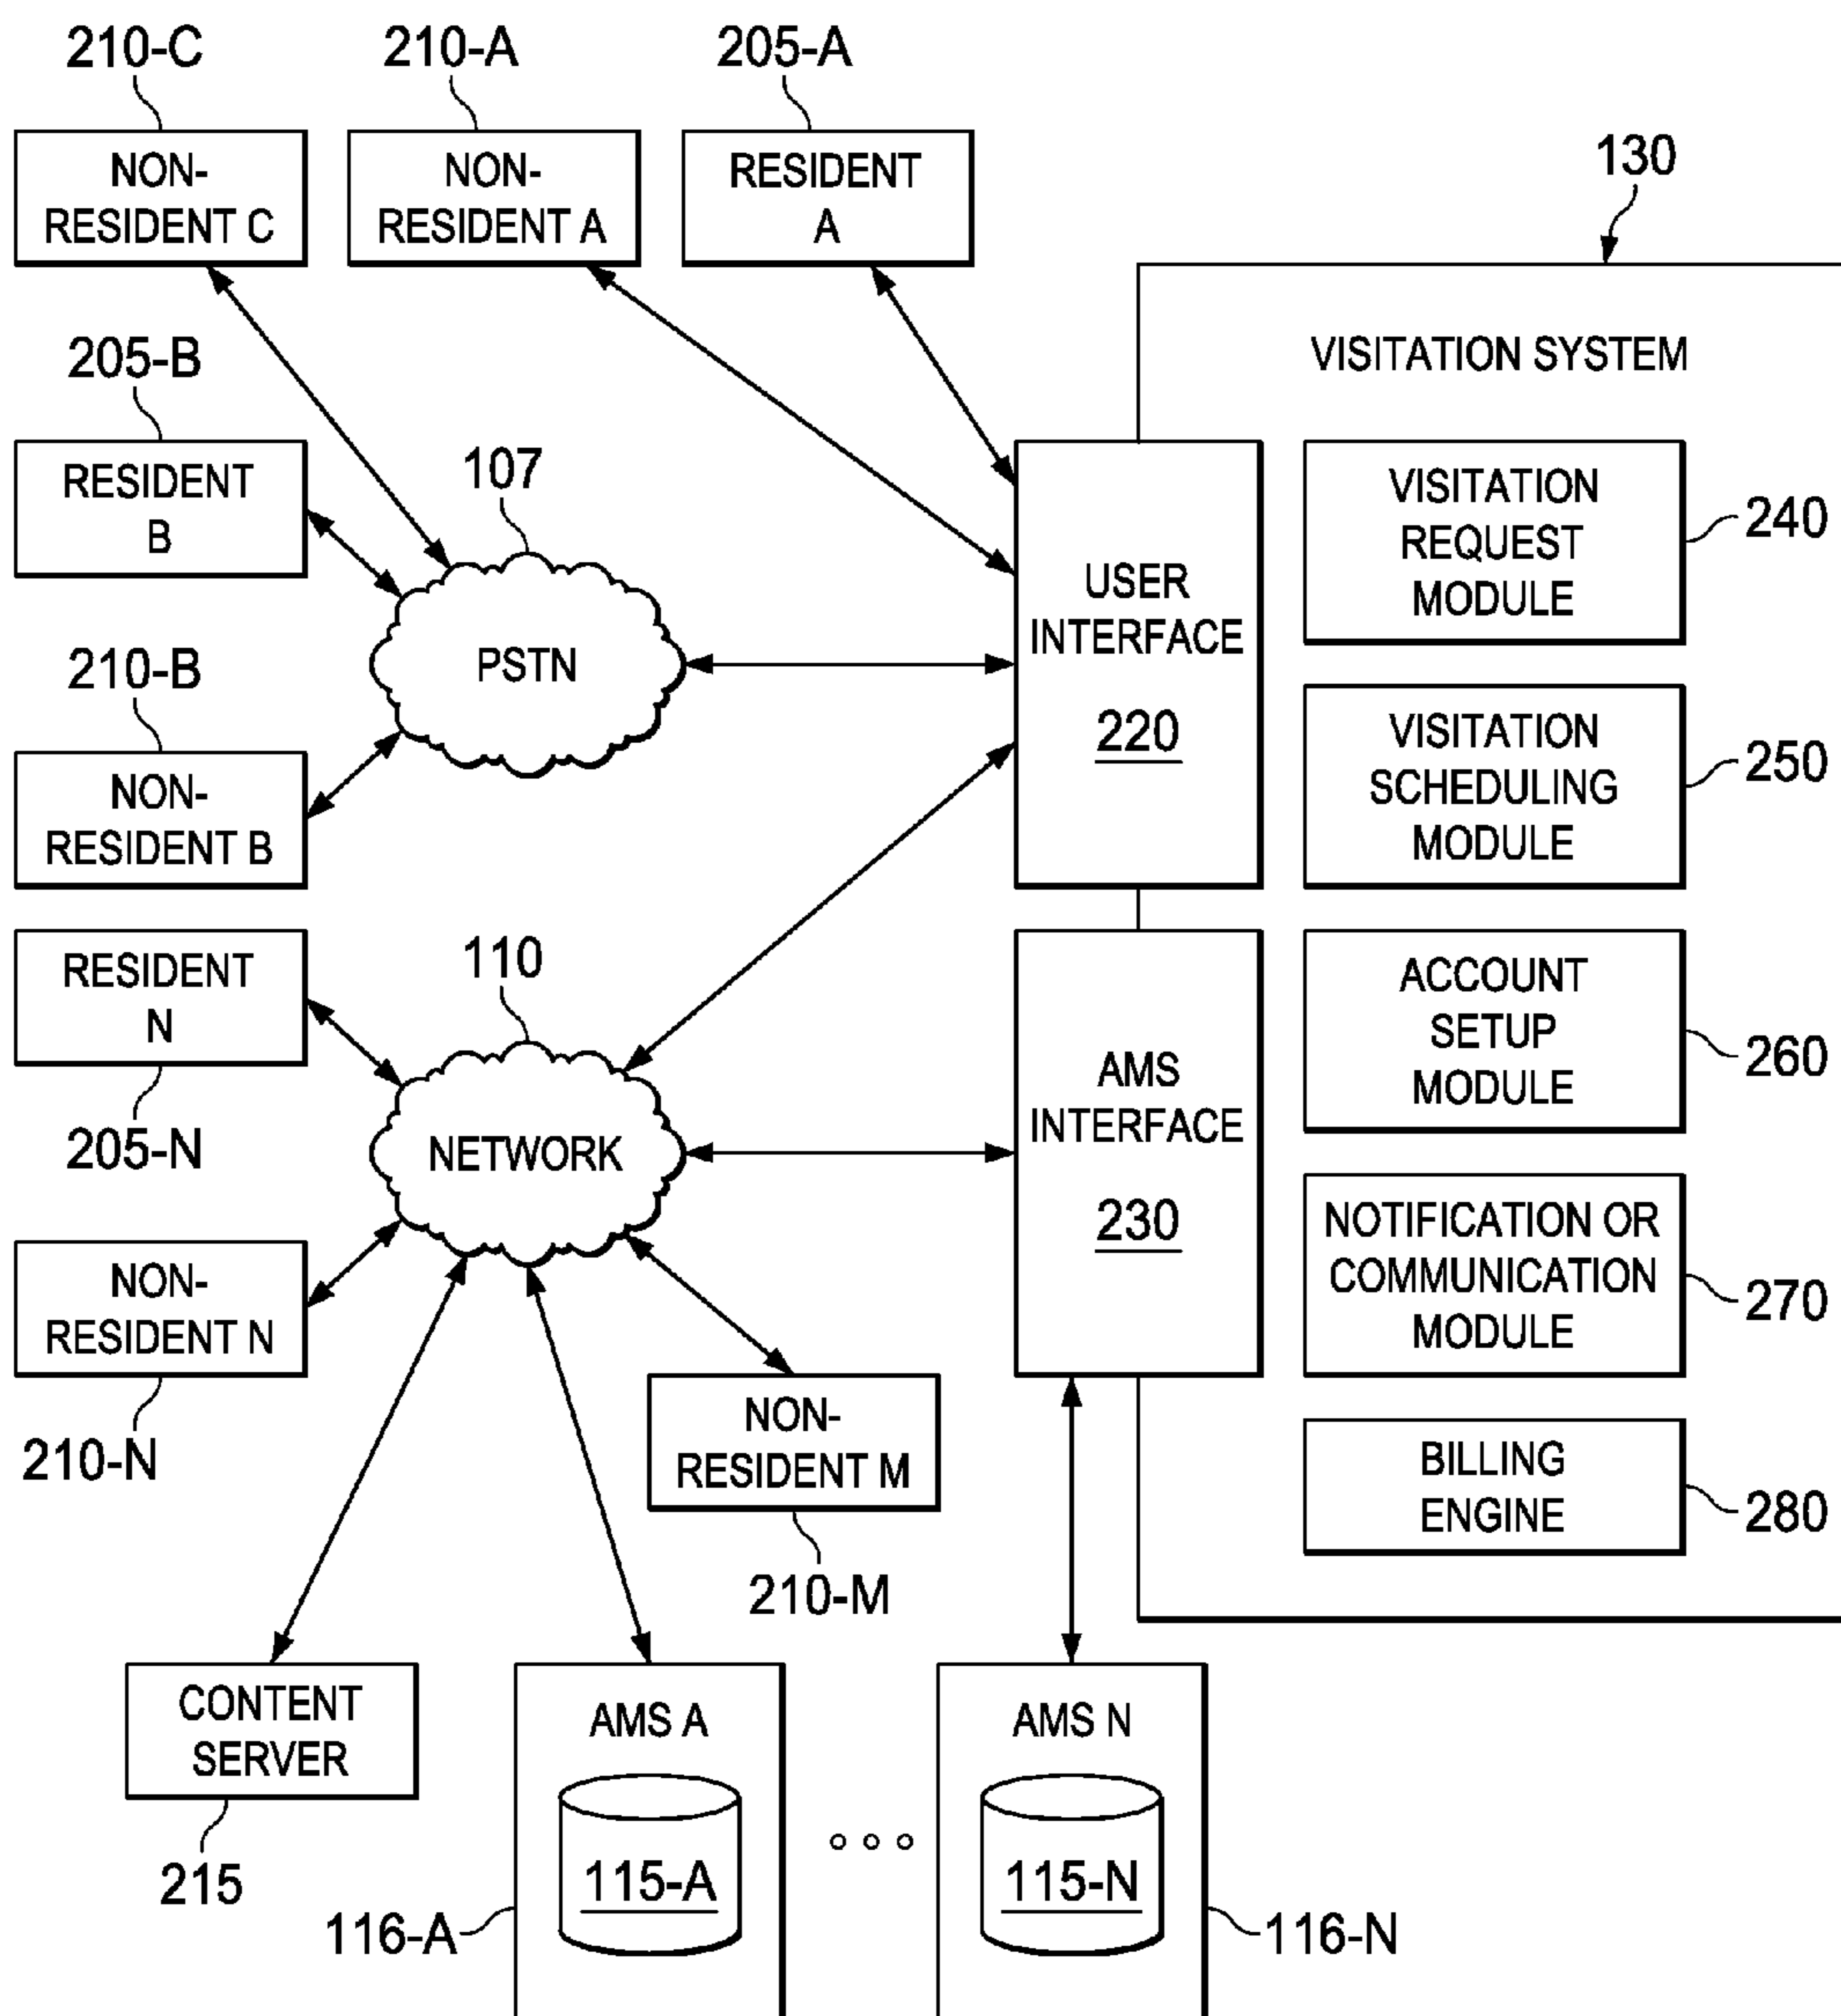 210-C
210-A
205-A
NON-
RESIDENT C
NON-
RESIDENT A
RESIDENT
A
130
VISITATION SYSTEM
205-B
RESIDENT
B
107
PSTN
210-B
NON-
RESIDENT B
USER
INTERFACE
220
VISITATION
REQUEST
MODULE
240
VISITATION
SCHEDULING
MODULE
250
RESIDENT
N
205-N
110
NETWORK
AMS
INTERFACE
230
ACCOUNT
SETUP
MODULE
260
NON-
RESIDENT N
210-N
NOTIFICATION OR
COMMUNICATION
MODULE
270
NON-
RESIDENT M
210-M
BILLING
ENGINE
280
CONTENT
SERVER
215
AMS A
115-A
116-A
AMS N
115-N
116-N